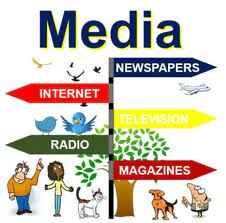 Media
NEWSPAPERS
INTERNET
TELEVISION
RADIO
MAGAZINES